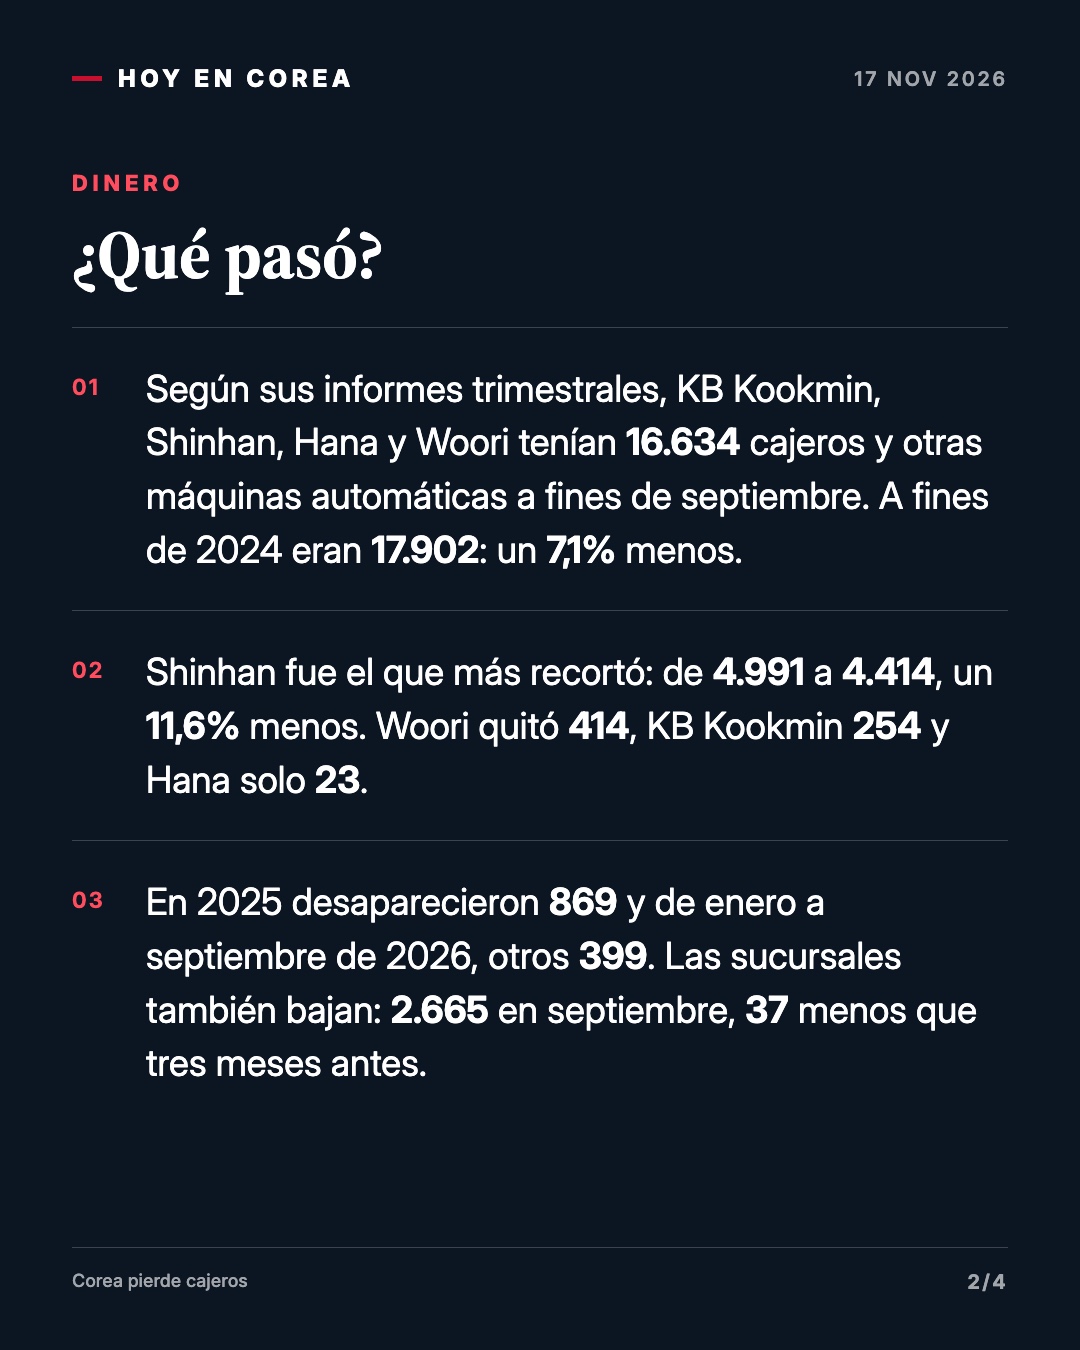 HOY EN COREA
17 NOV 2026
DINERO
¿Qué pasó?
01
Según sus informes trimestrales, KB Kookmin,
Shinhan, Hana y Woori tenían 16.634 cajeros y otras
máquinas automáticas a fines de septiembre. A fines
de 2024 eran 17.902: un 7,1% menos.
02
Shinhan fue el que más recortó: de 4.991 a 4.414, un
11,6% menos. Woori quitó 414, KB Kookmin 254 y
Hana solo 23.
03
En 2025 desaparecieron 869 y de enero a
septiembre de 2026, otros 399. Las sucursales
también bajan: 2.665 en septiembre, 37 menos que
tres meses antes.
Corea pierde cajeros
2/4